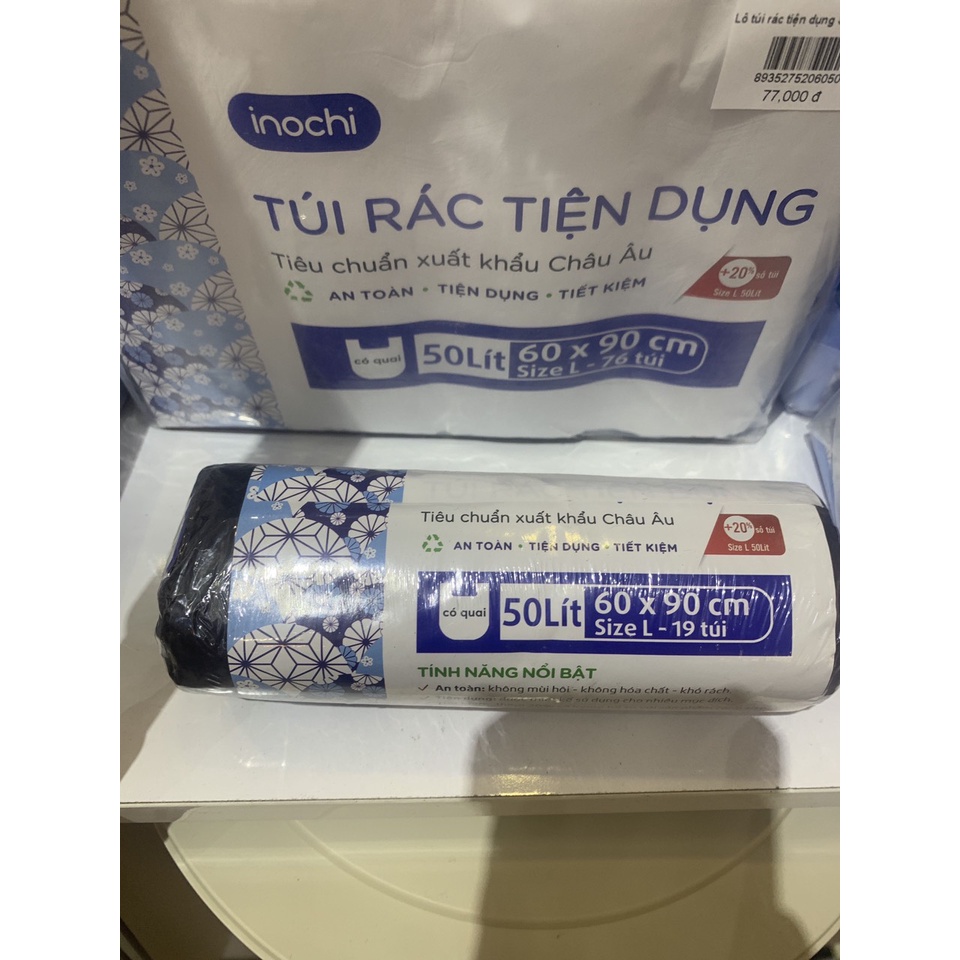 Lô túi rác tiện dụng
8935275206050
77,000 đ
inochi
TÚI RÁC TIỆN DỤNG
Tiêu chuẩn xuất khẩu Châu Âu
AN TOÀN • TIỆN DỤNG • TIẾT KIỆM
+20% số túi
Size L 50Lít
có quai
50Lít
60 x 90 cm
Size L - 76 túi
Tiêu chuẩn xuất khẩu Châu Âu
AN TOÀN • TIỆN DỤNG • TIẾT KIỆM
+20% số túi
Size L 50Lít
có quai
50Lít
60 x 90 cm
Size L - 19 túi
TÍNH NĂNG NỔI BẬT
An toàn: không mùi hôi - không hóa chất - khó rách.